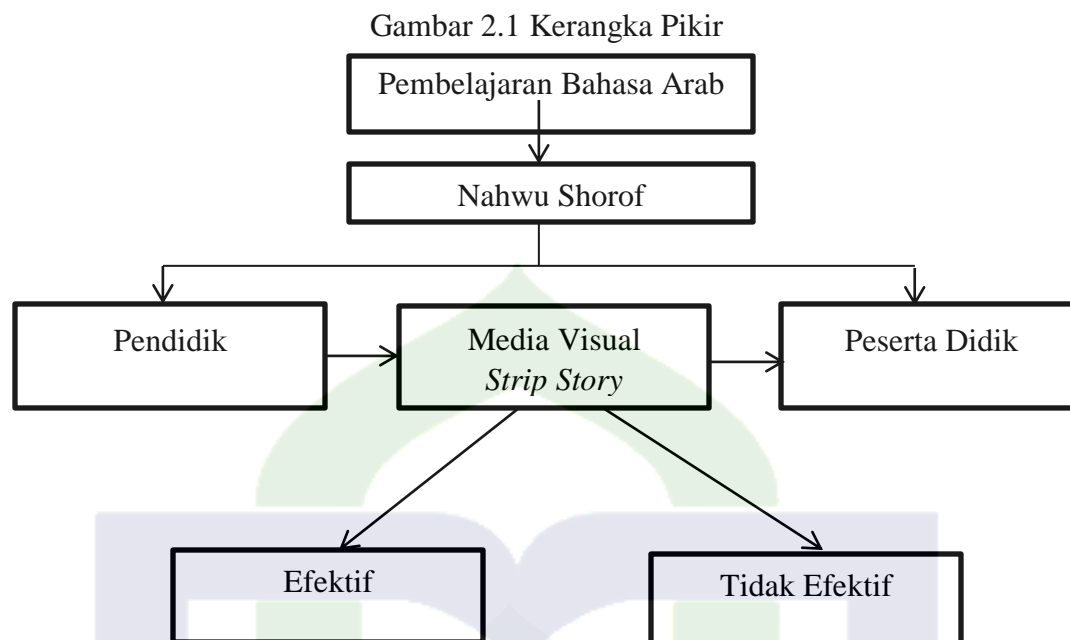 Gambar 2.1 Kerangka Pikir
Pembelajaran Bahasa Arab
Nahwu Shorof
Pendidik
Media Visual
Strip Story
Peserta Didik
Efektif
Tidak Efektif